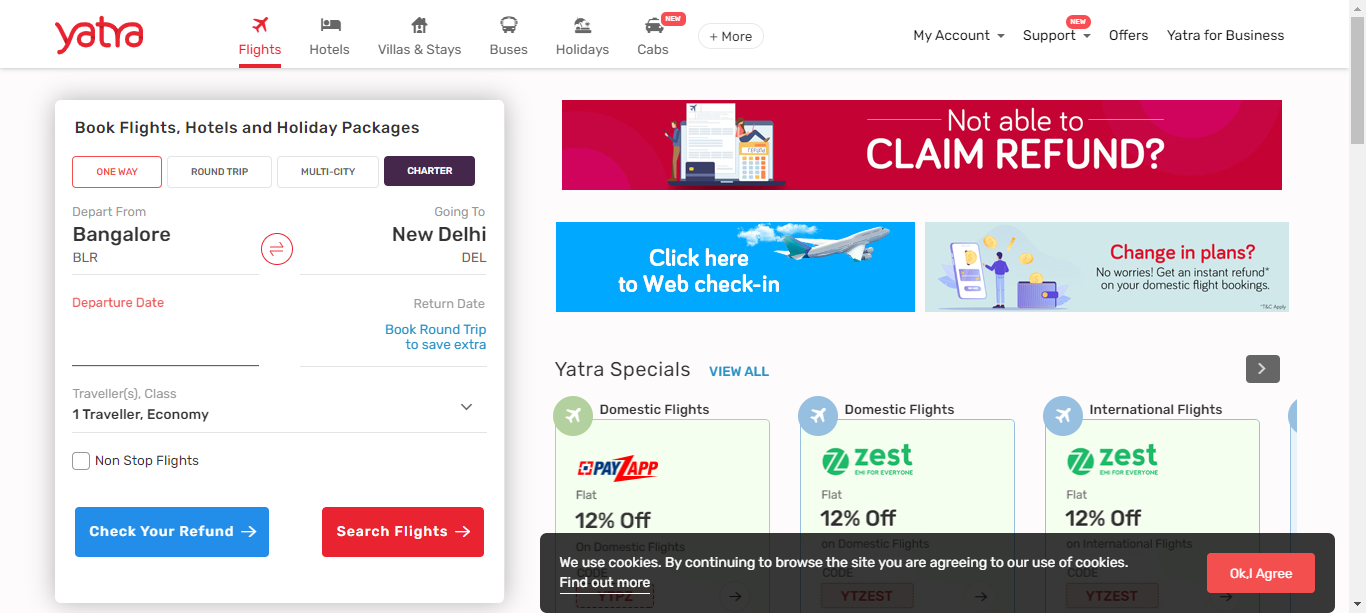 yatra
Flights
Hotels
Villas & Stays
Buses
Holidays
Cabs
NEW
+ More
My Account
Support
NEW
Offers
Yatra for Business
Book Flights, Hotels and Holiday Packages
ONE WAY
ROUND TRIP
MULTI-CITY
CHARTER
Depart From
Bangalore
BLR
Going To
New Delhi
DEL
Departure Date
Return Date
Book Round Trip
to save extra
Traveller(s), Class
1 Traveller, Economy
Non Stop Flights
Check Your Refund
Search Flights
Not able to
CLAIM REFUND?
Click here
to Web check-in
Change in plans?
No worries! Get an instant refund*
on your domestic flight bookings.
*T&C Apply
Yatra Specials
VIEW ALL
Domestic Flights
PAYZAPP
Flat
12% Off
On Domestic Flights
CODE
YTPZ
Domestic Flights
zest
EMI FOR EVERYONE
Flat
12% Off
on Domestic Flights
CODE
YTZEST
International Flights
zest
EMI FOR EVERYONE
Flat
12% Off
on International Flights
CODE
YTZEST
We use cookies. By continuing to browse the site you are agreeing to our use of cookies.
Find out more
Ok,I Agree